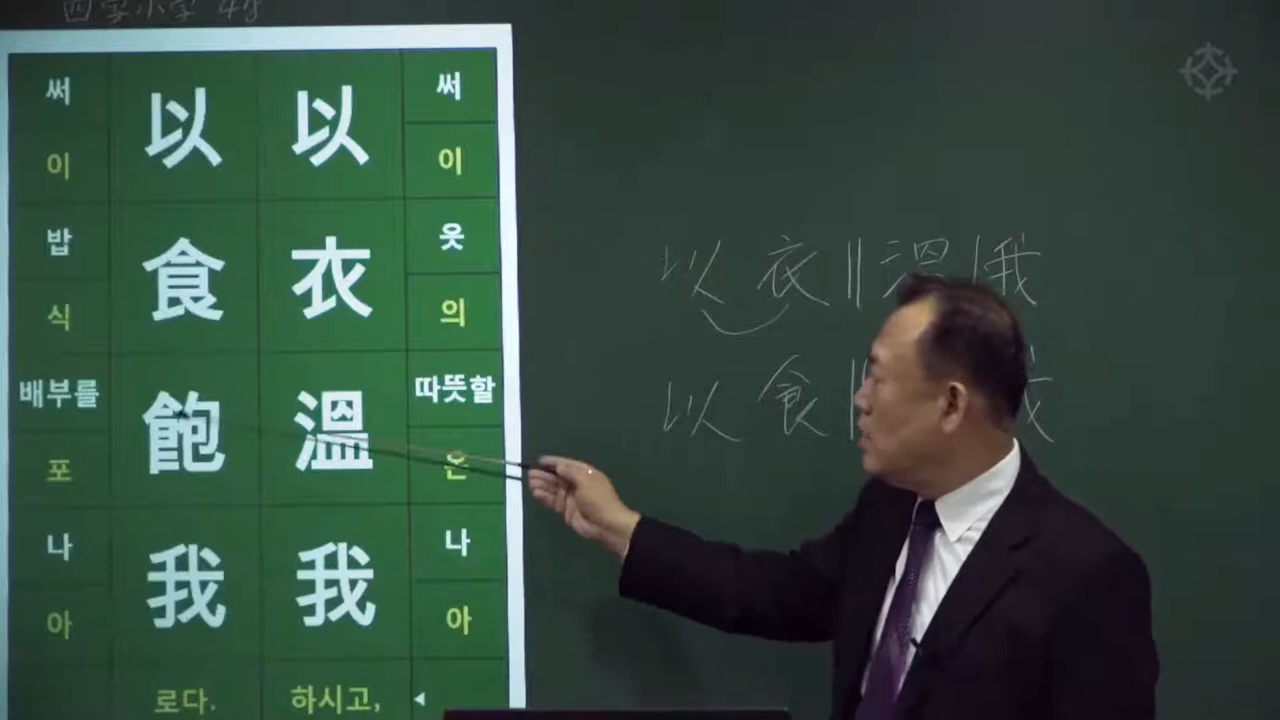 四字小学
써 이 옷 의 따뜻할 온 나 아
以衣溫我 하시고,
以食飽我 로다.
써 이 밥 식 배부를 포 나 아
以衣||溫|我
以食||